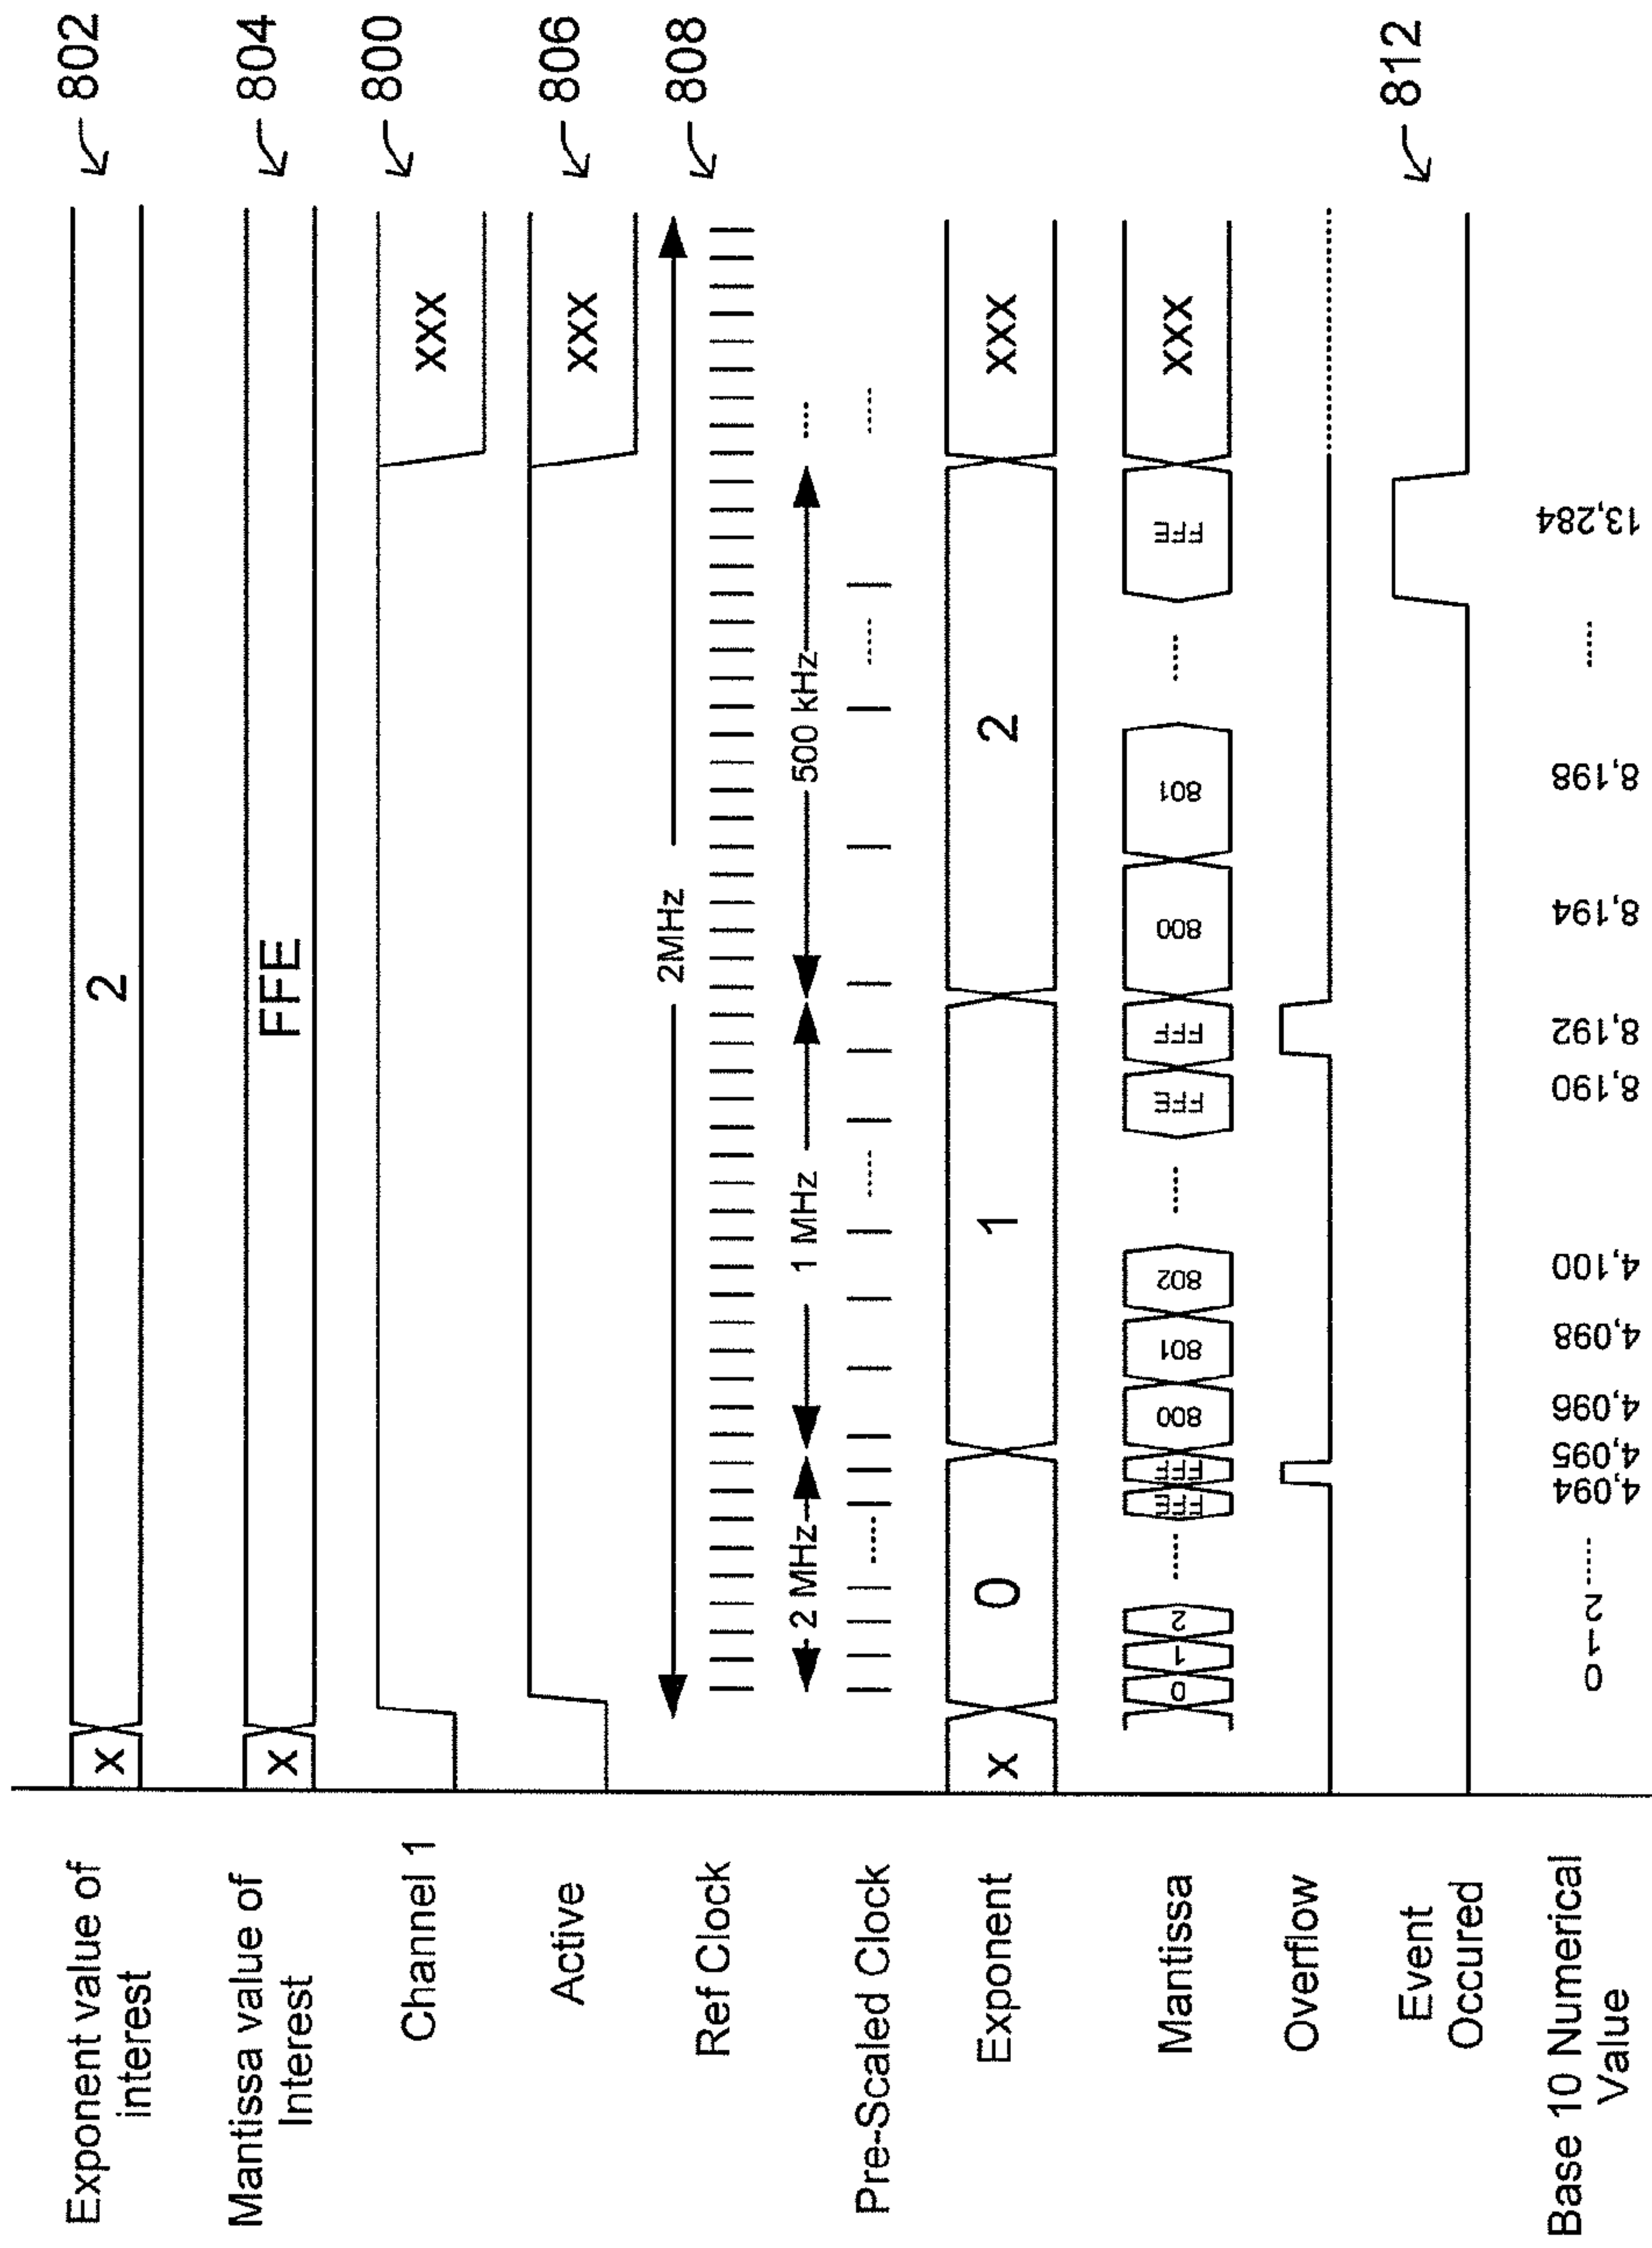 Exponent value of
interest
x
2
802
Mantissa value of
Interest
x
FFE
804
Channel 1
xxx
800
Active
xxx
806
2MHz
808
Ref Clock
2 MHz
1 MHz
500 kHz
Pre-Scaled Clock
Exponent
x
0
1
2
xxx
Mantissa
0
1
2
FFE
FFF
800
801
802
FFE
FFF
800
801
FFE
xxx
Overflow
Event
Occured
812
Base 10 Numerical
Value
0
1
2
4,094
4,095
4,096
4,098
4,100
8,190
8,192
8,194
8,198
13,284